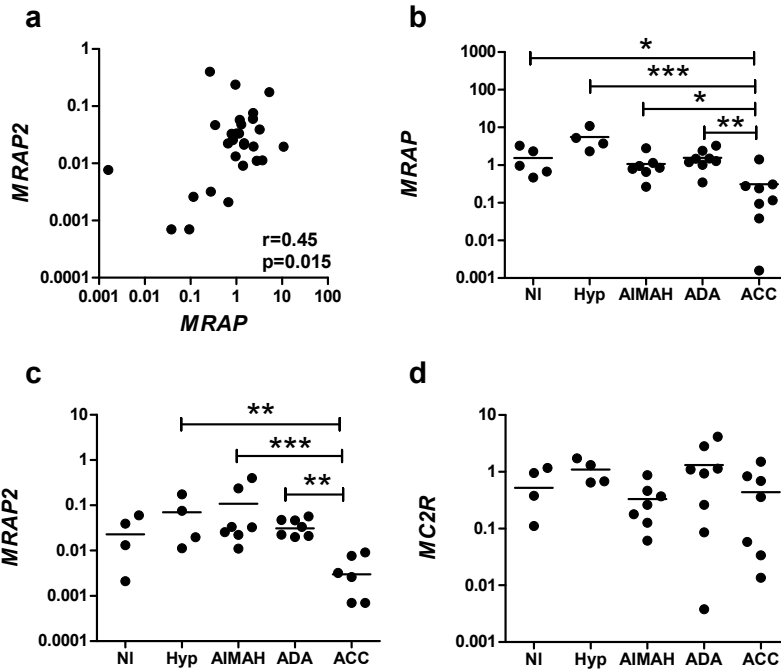 a
MRAP2
1
0.1
0.01
0.001
0.0001
r=0.45
p=0.015
0.001 0.01 0.1 1 10 100
MRAP
b
MRAP
1000
100
10
1
0.1
0.01
0.001
*
***
*
**
NI Hyp AIMAH ADA ACC
c
MRAP2
10
1
0.1
0.01
0.001
0.0001
**
***
**
NI Hyp AIMAH ADA ACC
d
MC2R
10
1
0.1
0.01
0.001
NI Hyp AIMAH ADA ACC